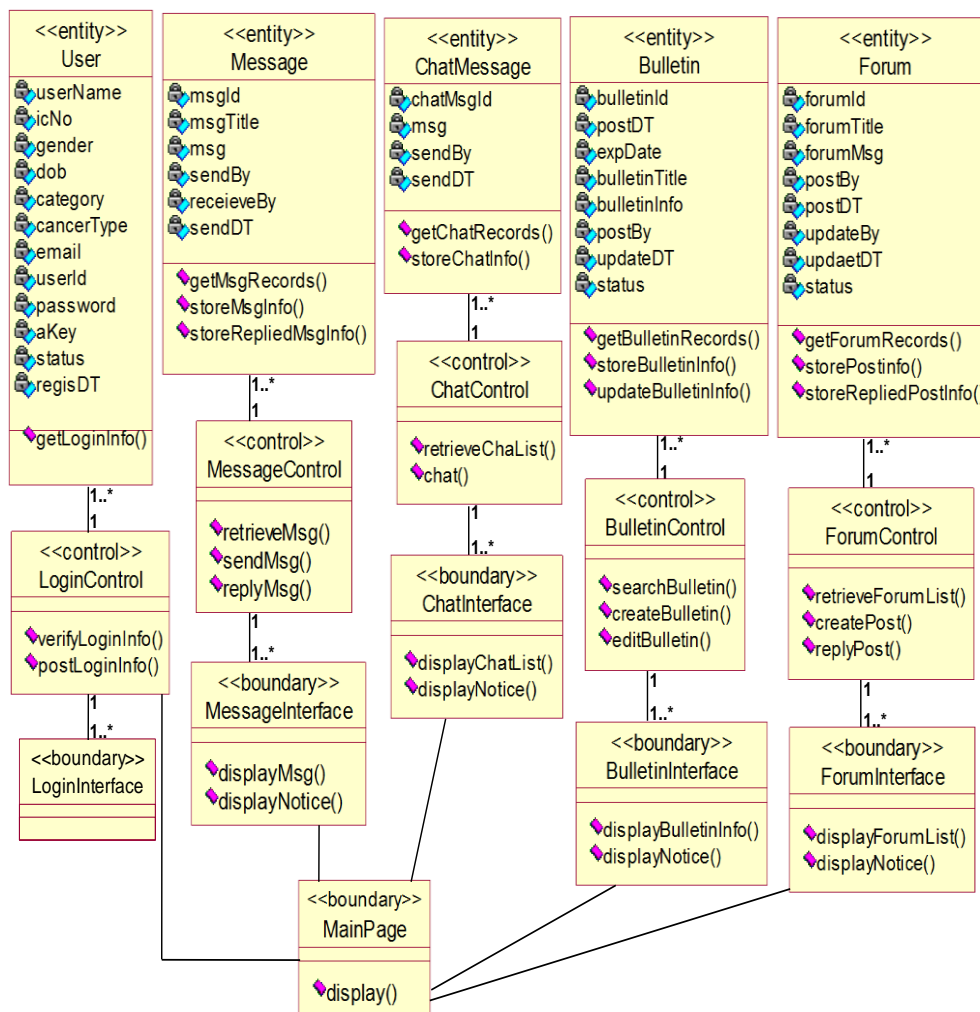 <<entity>>
User
userName
icNo
gender
dob
category
cancerType
email
userId
password
aKey
status
regisDT
getLoginInfo()
1..*
1
<<control>>
LoginControl
verifyLoginInfo()
postLoginInfo()
1
1..*
<<boundary>>
LoginInterface
<<entity>>
Message
msgId
msgTitle
msg
sendBy
receieveBy
sendDT
getMsgRecords()
storeMsgInfo()
storeRepliedMsgInfo()
1..*
1
<<control>>
MessageControl
retrieveMsg()
sendMsg()
replyMsg()
1
1..*
<<boundary>>
MessageInterface
displayMsg()
displayNotice()
<<entity>>
ChatMessage
chatMsgId
msg
sendBy
sendDT
getChatRecords()
storeChatInfo()
1..*
1
<<control>>
ChatControl
retrieveChaList()
chat()
1
1..*
<<boundary>>
ChatInterface
displayChatList()
displayNotice()
<<entity>>
Bulletin
bulletinId
postDT
expDate
bulletinTitle
bulletinInfo
postBy
updateDT
status
getBulletinRecords()
storeBulletinInfo()
updateBulletinInfo()
1..*
1
<<control>>
BulletinControl
searchBulletin()
createBulletin()
editBulletin()
1
1..*
<<boundary>>
BulletinInterface
displayBulletinInfo()
displayNotice()
<<entity>>
Forum
forumId
forumTitle
forumMsg
postBy
postDT
updateBy
updaetDT
status
getForumRecords()
storePostinfo()
storeRepliedPostInfo()
1..*
1
<<control>>
ForumControl
retrieveForumList()
createPost()
replyPost()
1
1..*
<<boundary>>
ForumInterface
displayForumList()
displayNotice()
<<boundary>>
MainPage
display()